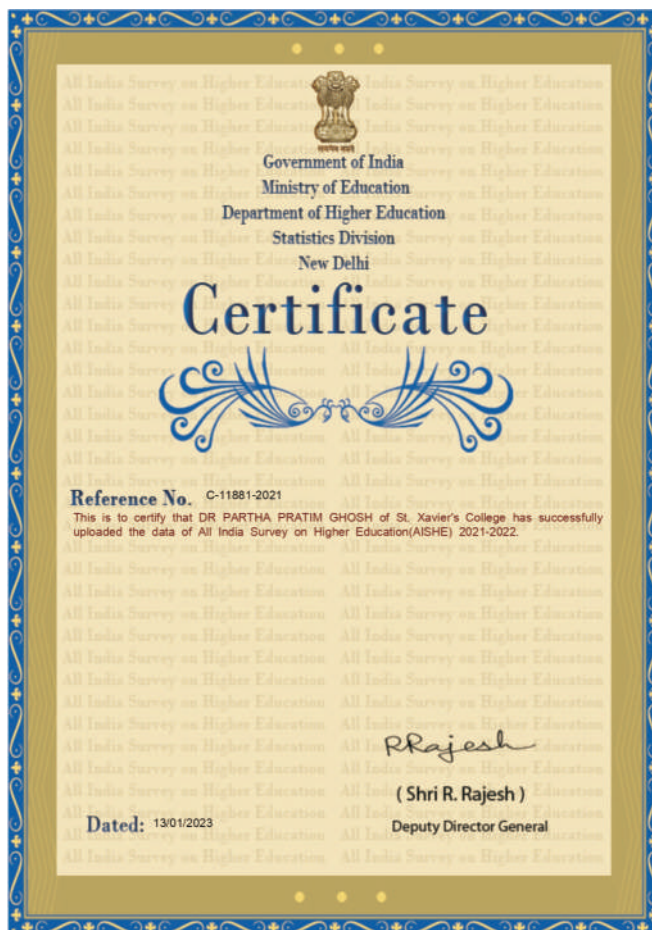 Government of India
Ministry of Education
Department of Higher Education
Statistics Division
New Delhi
Certificate
Reference No. C-11881-2021
This is to certify that DR PARTHA PRATIM GHOSH of St. Xavier's College has successfully
uploaded the data of All India Survey on Higher Education(AISHE) 2021-2022.
RRajesh
( Shri R. Rajesh )
Dated: 13/01/2023
Deputy Director General